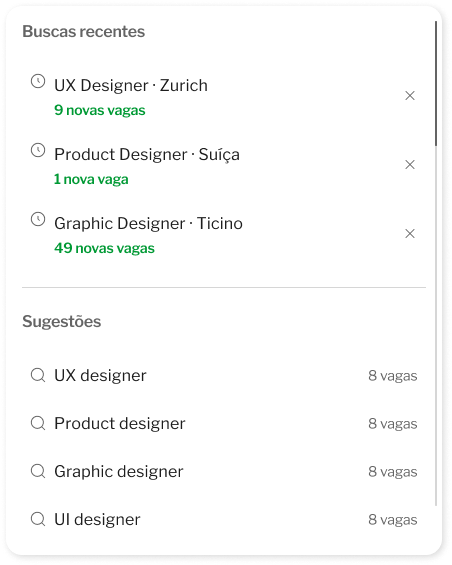 Buscas recentes
UX Designer · Zurich
9 novas vagas
Product Designer · Suíça
1 nova vaga
Graphic Designer · Ticino
49 novas vagas
Sugestões
UX designer 8 vagas
Product designer 8 vagas
Graphic designer 8 vagas
UI designer 8 vagas